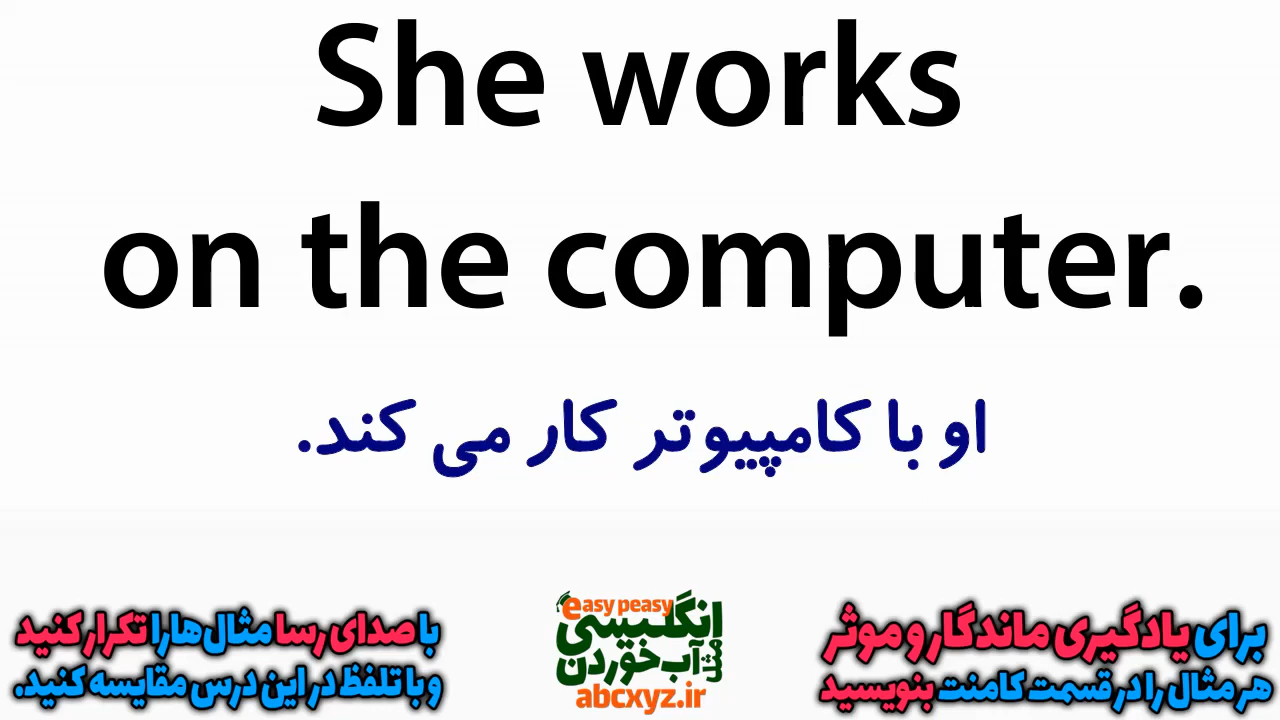 She works
on the computer.
او با کامپیوتر کار می کند.
برای یادگیری ماندگار و موثر
هر مثال را در قسمت کامنت بنویسید
easy peasy
انگلیسی
مثل آب خوردن
abcxyz.ir
با صدای رسا مثال ها را تکرار کنید
و با تلفظ در این درس مقایسه کنید.